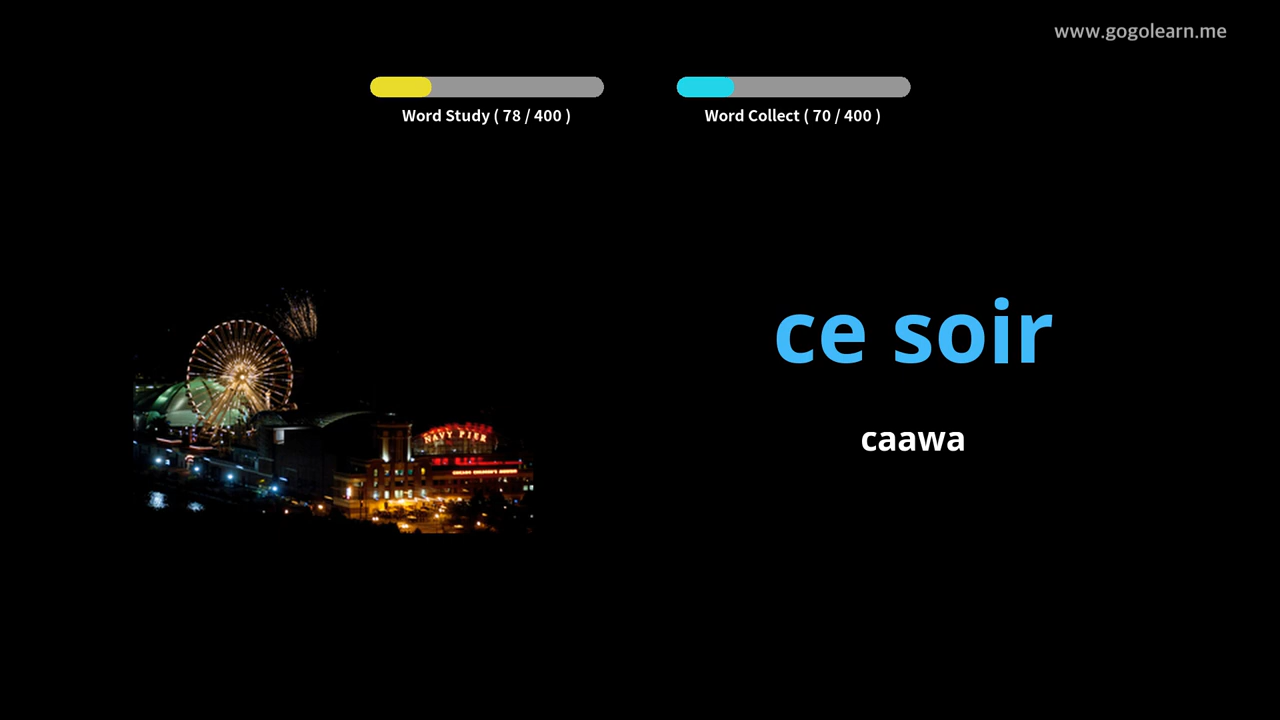 www.gogolearn.me
Word Study ( 78 / 400 )
Word Collect ( 70 / 400 )
ce soir
caawa
NAVY PIER